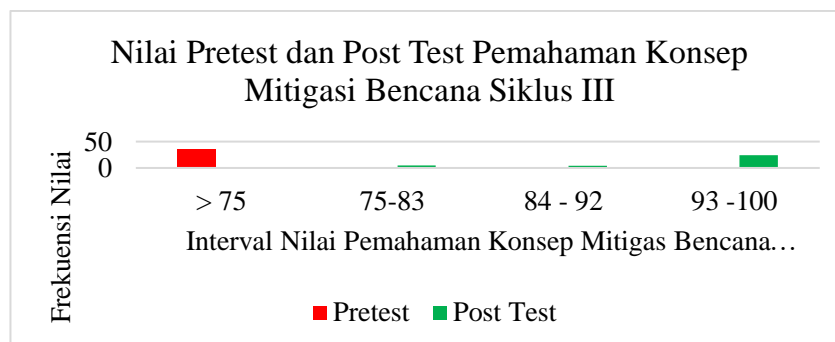 Nilai Pretest dan Post Test Pemahaman Konsep
Mitigasi Bencana Siklus III
Frekuensi Nilai
50
0
> 75
75-83
84 - 92
93 -100
Interval Nilai Pemahaman Konsep Mitigas Bencana…
Pretest
Post Test